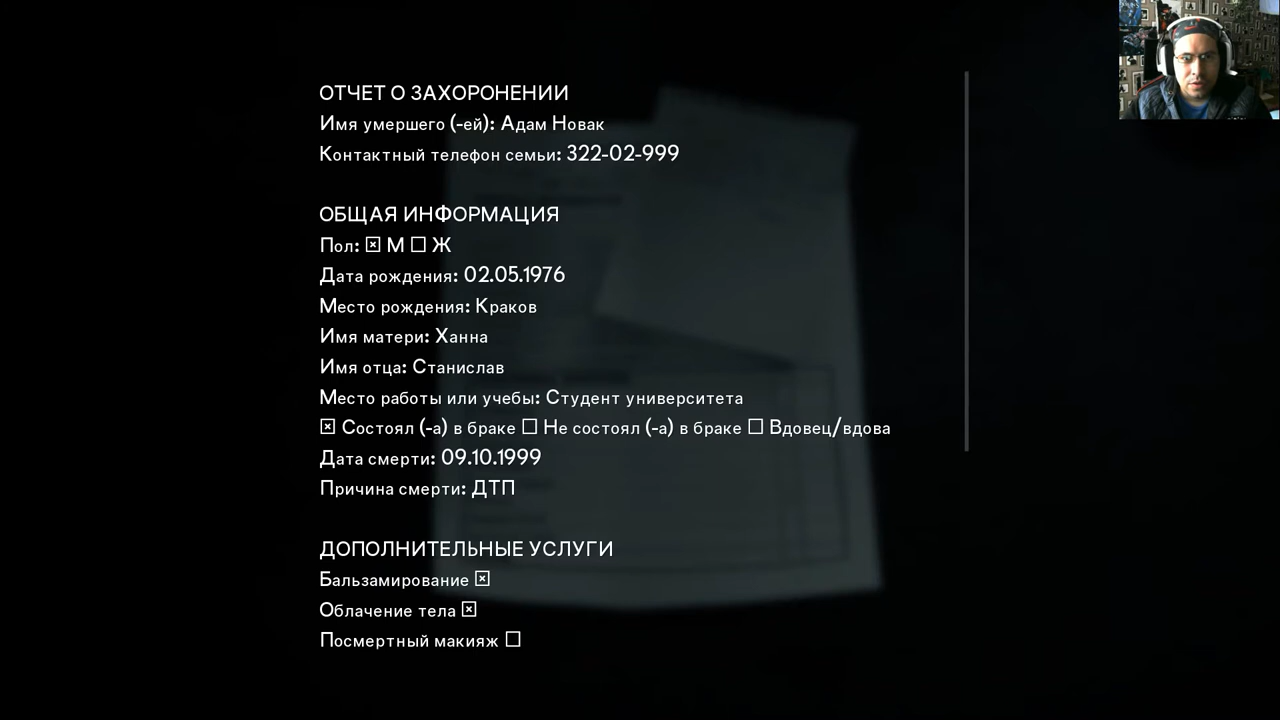 ОТЧЕТ О ЗАХОРОНЕНИИ
Имя умершего (-ей): Адам Новак
Контактный телефон семьи: 322-02-999
ОБЩАЯ ИНФОРМАЦИЯ
Пол: ☒ М ☐ Ж
Дата рождения: 02.05.1976
Место рождения: Краков
Имя матери: Ханна
Имя отца: Станислав
Место работы или учебы: Студент университета
☒ Состоял (-а) в браке ☐ Не состоял (-а) в браке ☐ Вдовец/вдова
Дата смерти: 09.10.1999
Причина смерти: ДТП
ДОПОЛНИТЕЛЬНЫЕ УСЛУГИ
Бальзамирование ☒
Облачение тела ☒
Посмертный макияж ☐